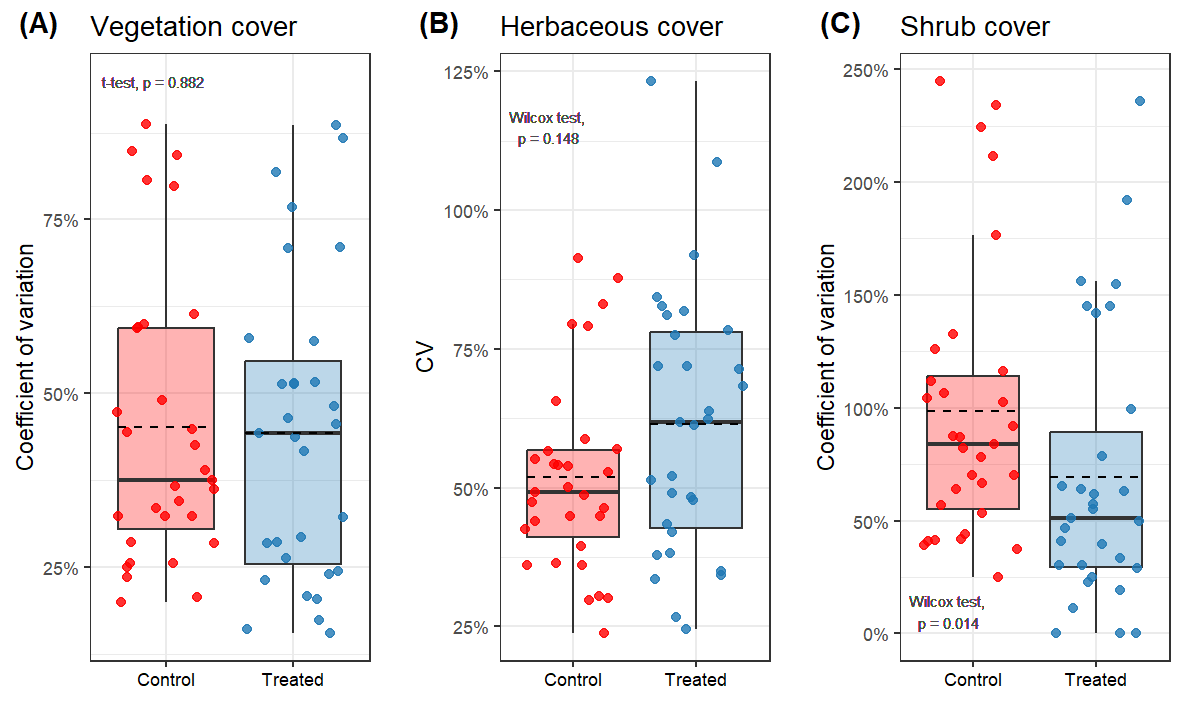 (A) Vegetation cover
t-test, p = 0.882
75%
50%
25%
Coefficient of variation
Control Treated
(B) Herbaceous cover
125%
Wilcox test,
p = 0.148
100%
75%
50%
25%
CV
Control Treated
(C) Shrub cover
250%
200%
150%
100%
50%
0%
Coefficient of variation
Wilcox test,
p = 0.014
Control Treated